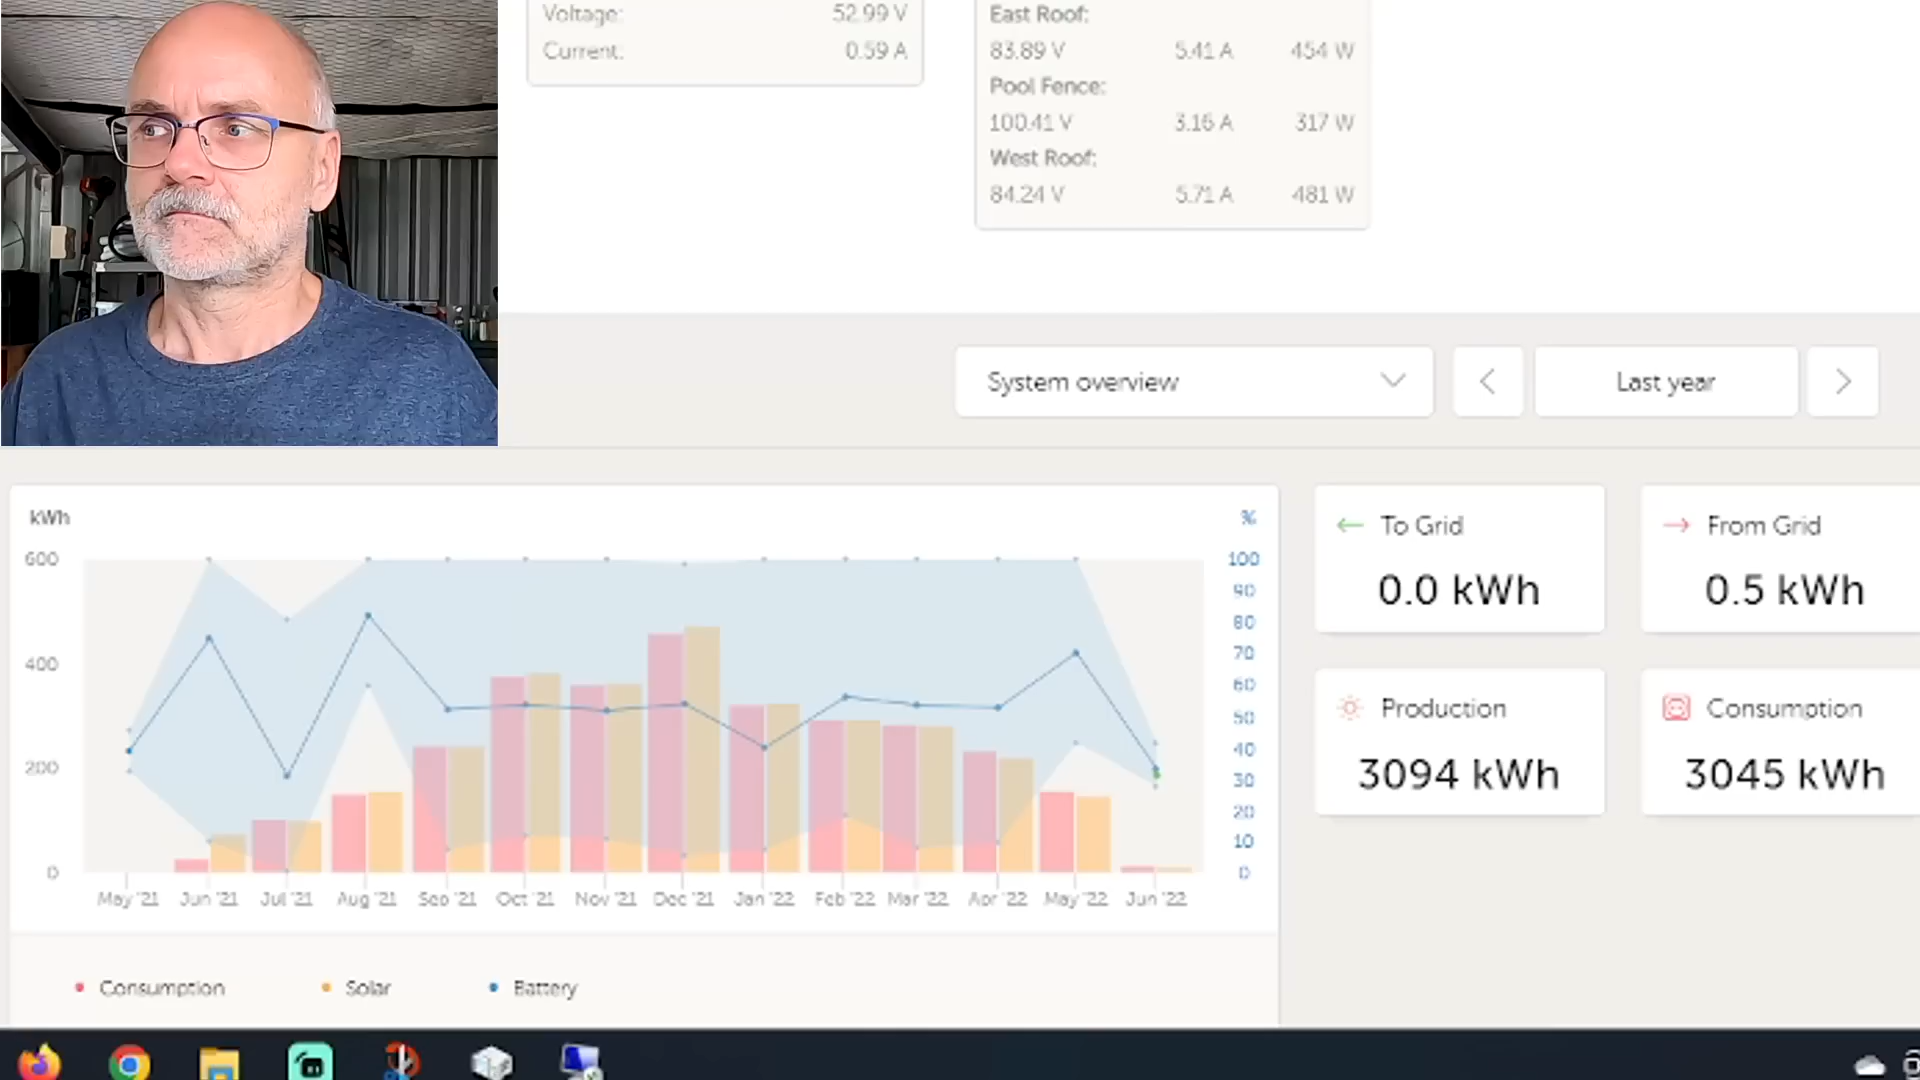 Voltage: 52.99 V
Current: 0.59 A
East Roof:
83.89 V 5.41 A 454 W
Pool Fence:
100.41 V 3.16 A 317 W
West Roof:
84.24 V 5.71 A 481 W
System overview
Last year
kWh
%
600
400
200
0
100
90
80
70
60
50
40
30
20
10
0
May '21 Jun '21 Jul '21 Aug '21 Sep '21 Oct '21 Nov '21 Dec '21 Jan '22 Feb '22 Mar '22 Apr '22 May '22 Jun '22
Consumption Solar Battery
To Grid
0.0 kWh
From Grid
0.5 kWh
Production
3094 kWh
Consumption
3045 kWh